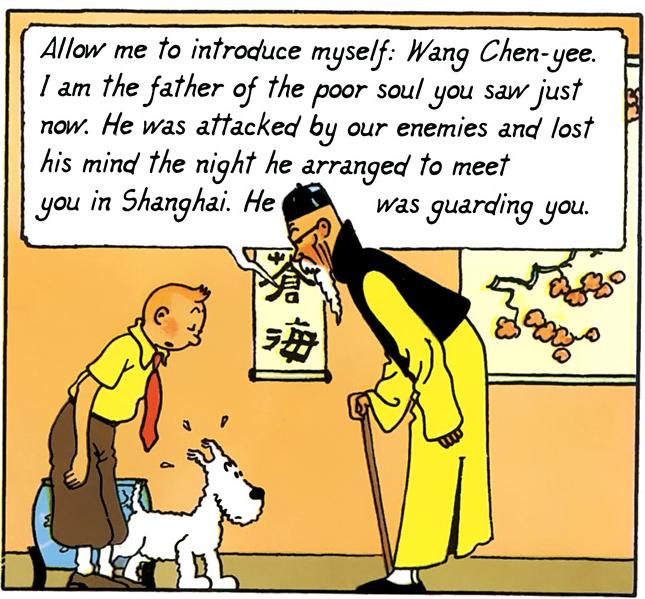 Allow me to introduce myself: Wang Chen-yee.
I am the father of the poor soul you saw just
now. He was attacked by our enemies and lost
his mind the night he arranged to meet
you in Shanghai. He was guarding you.
蒼
海